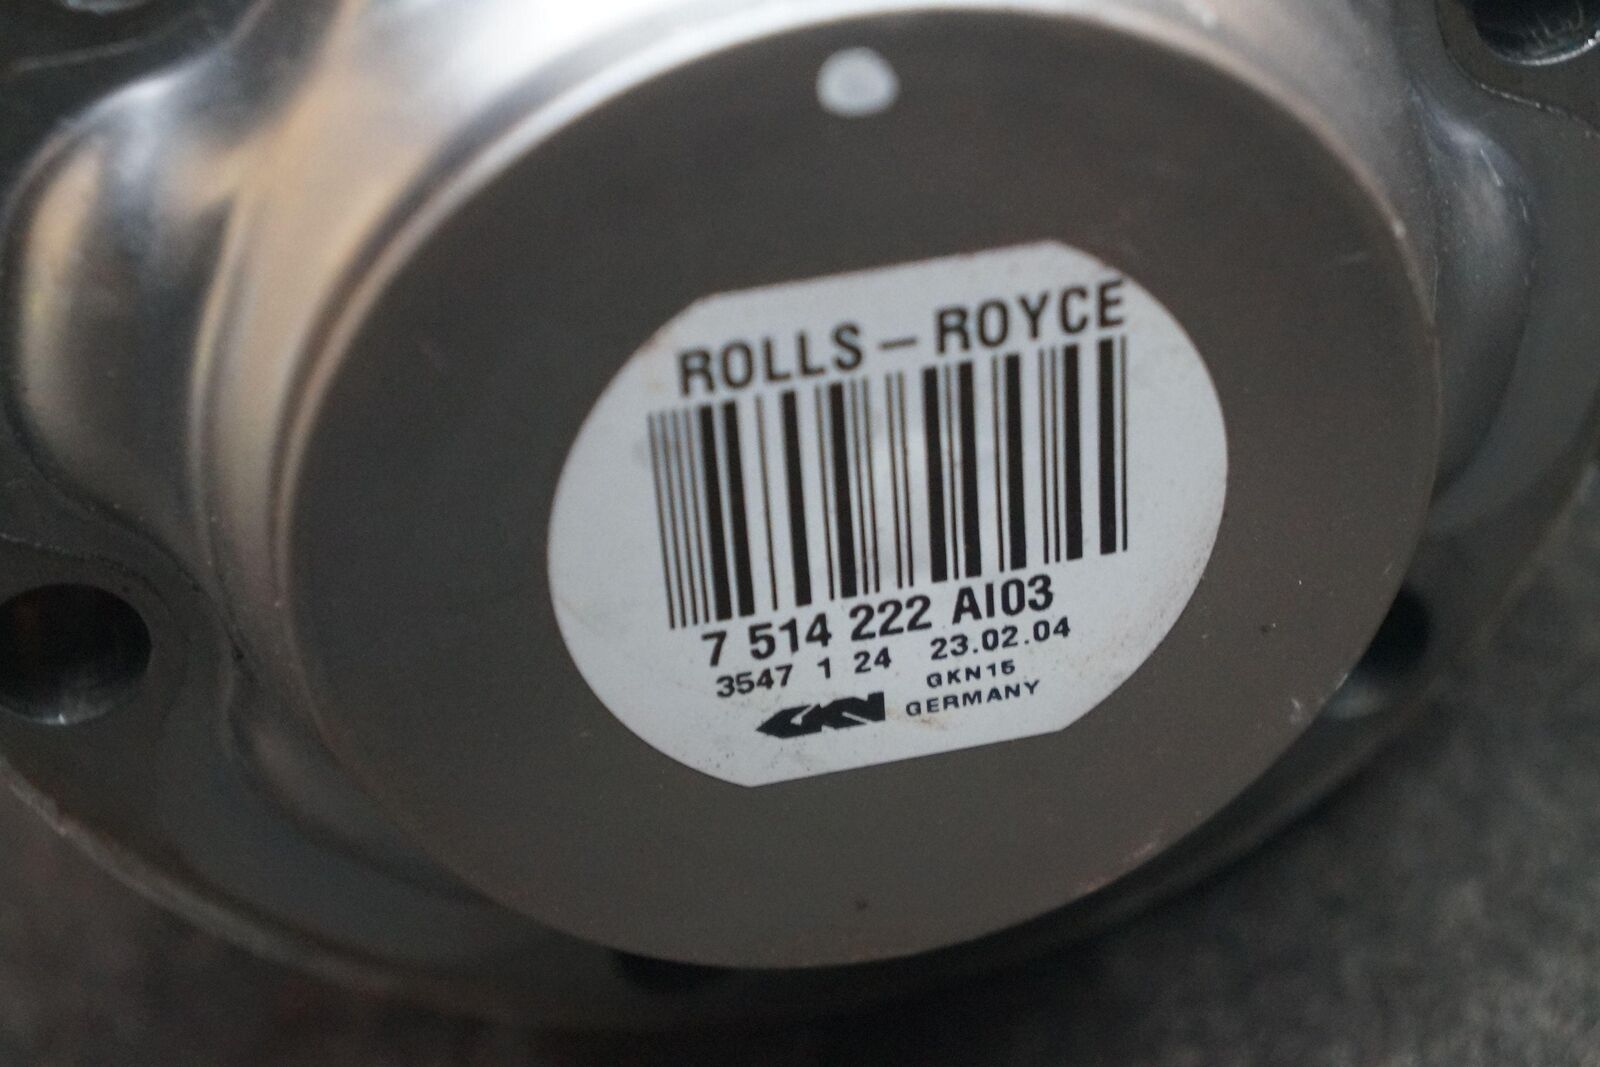 ROLLS-ROYCE
7 514 222 AI03
3547 1 24 23.02.04
GKN15
GKN GERMANY